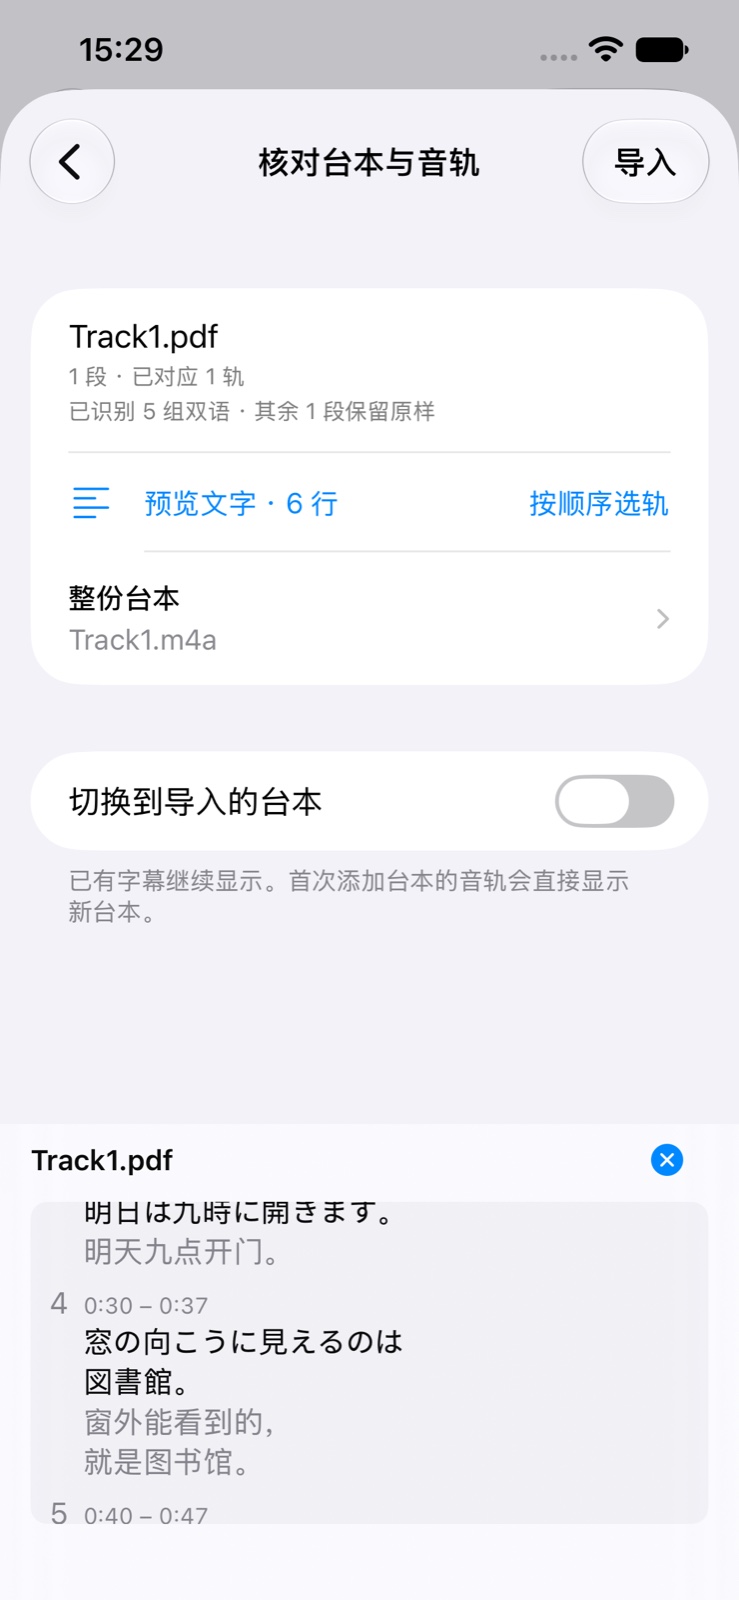 15:29
核对台本与音轨
导入
Track1.pdf
1 段 · 已对应 1 轨
已识别 5 组双语 · 其余 1 段保留原样
预览文字 · 6 行
按顺序选轨
整份台本
Track1.m4a
切换到导入的台本
已有字幕继续显示。首次添加台本的音轨会直接显示
新台本。
Track1.pdf
明日は九時に開きます。
明天九点开门。
4 0:30 – 0:37
窓の向こうに見えるのは
図書館。
窗外能看到的，
就是图书馆。
5 0:40 – 0:47